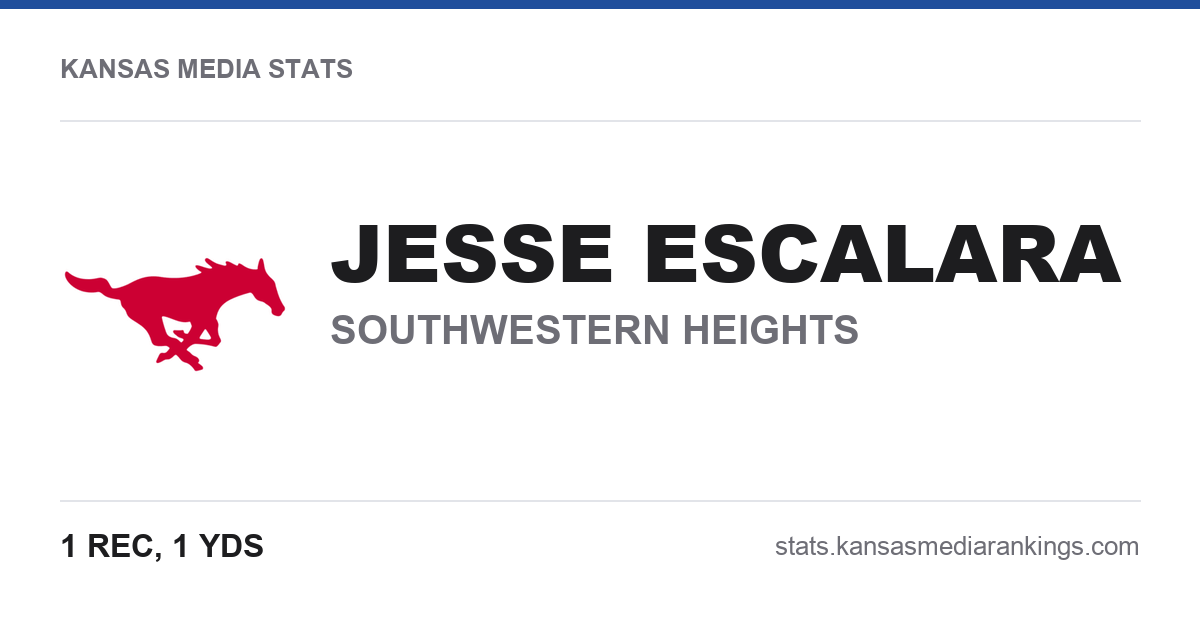 KANSAS MEDIA STATS
JESSE ESCALARA
SOUTHWESTERN HEIGHTS
1 REC, 1 YDS
stats.kansasmediarankings.com